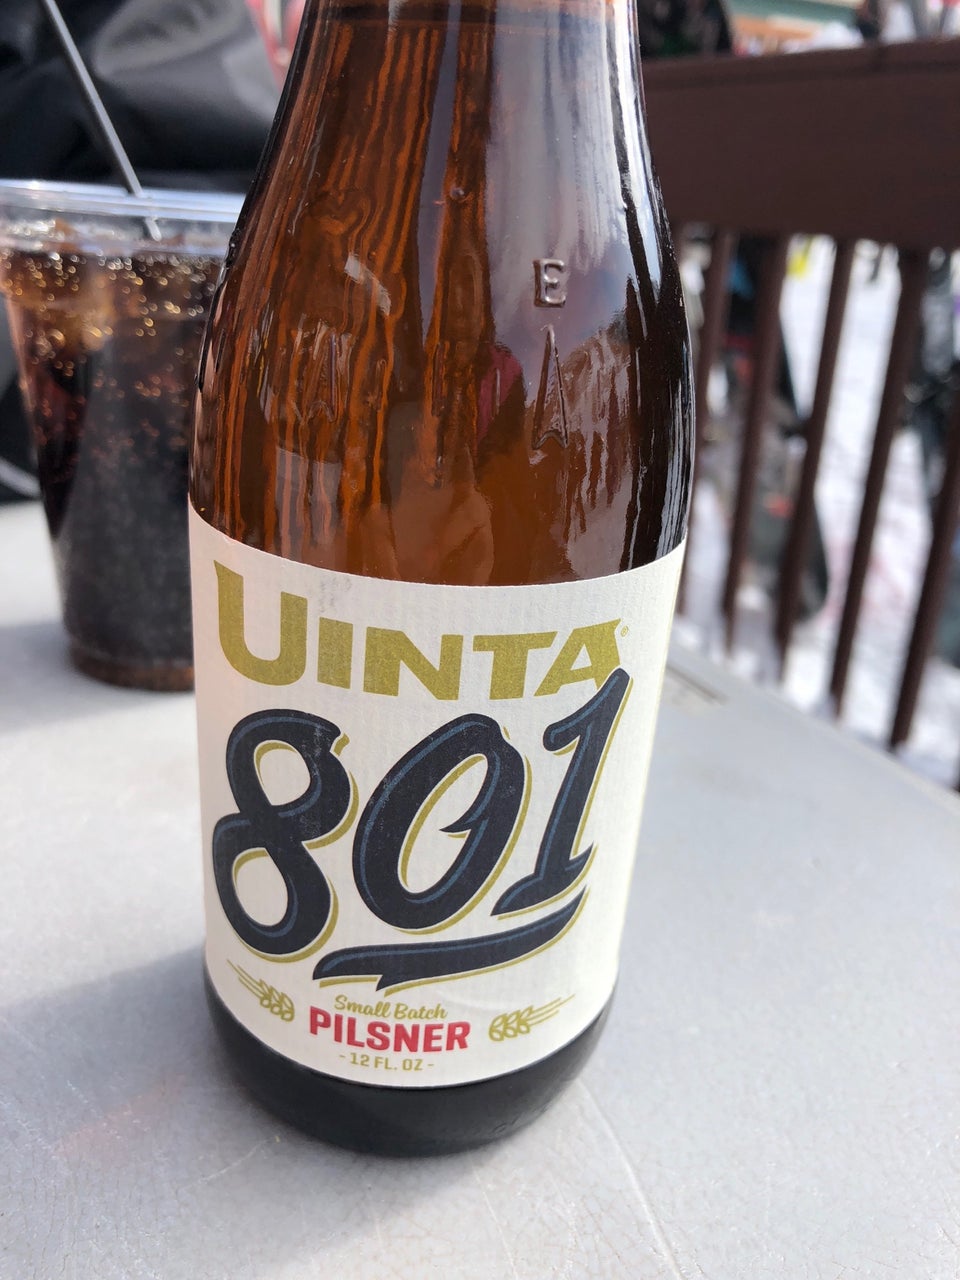 E
UINTA®
801
Small Batch
PILSNER
- 12 FL. OZ -